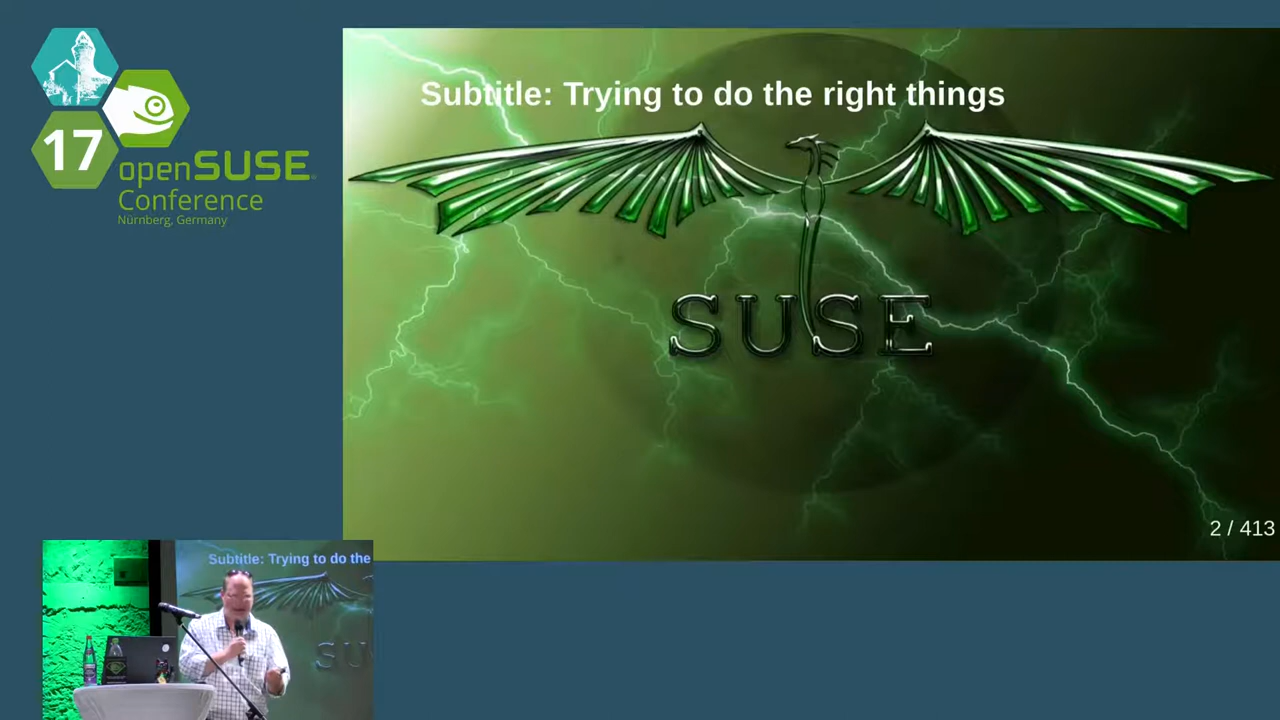 17
openSUSE
Conference
Nürnberg, Germany
Subtitle: Trying to do the right things
SUSE
2 / 413
Subtitle: Trying to do the
SU